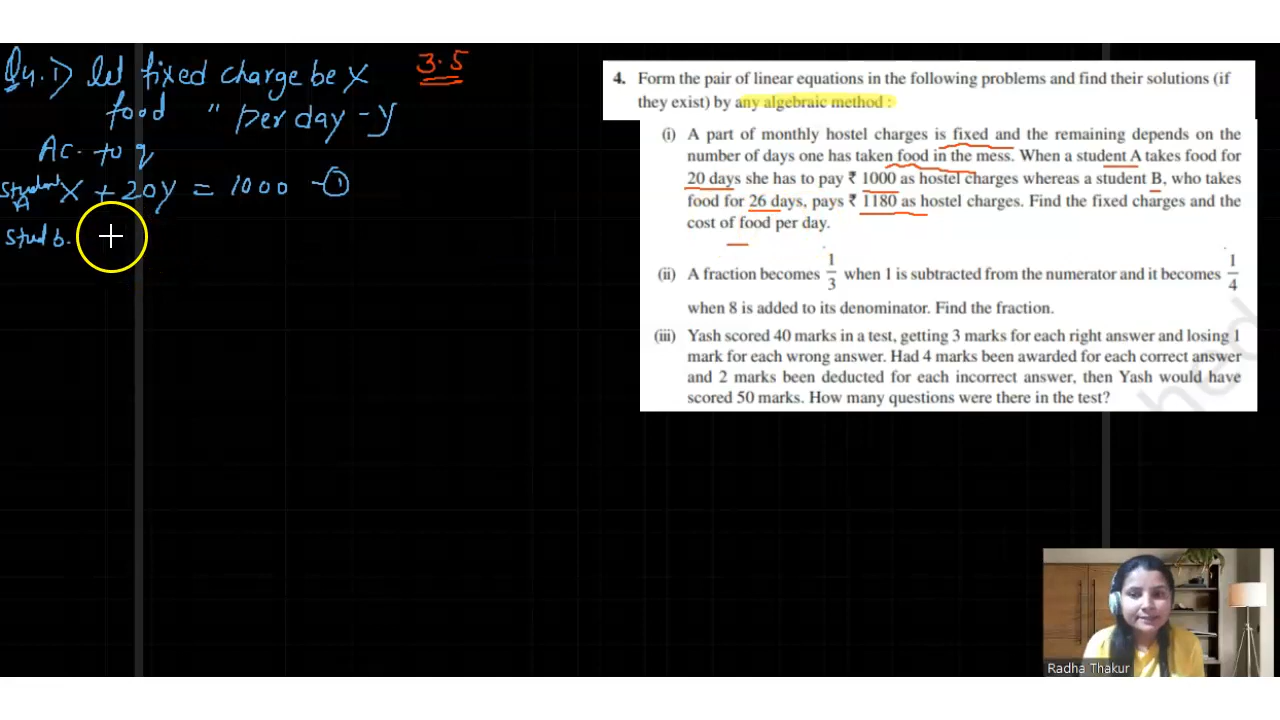 Q4.1) let fixed charge be x
food " per day - y
Ac. to q
Student A x + 20y = 1000 - ①
Stud b.
3.5
4. Form the pair of linear equations in the following problems and find their solutions (if
they exist) by any algebraic method :
(i) A part of monthly hostel charges is fixed and the remaining depends on the
number of days one has taken food in the mess. When a student A takes food for
20 days she has to pay ₹ 1000 as hostel charges whereas a student B, who takes
food for 26 days, pays ₹ 1180 as hostel charges. Find the fixed charges and the
cost of food per day.
(ii) A fraction becomes 1/3 when 1 is subtracted from the numerator and it becomes 1/4
when 8 is added to its denominator. Find the fraction.
(iii) Yash scored 40 marks in a test, getting 3 marks for each right answer and losing 1
mark for each wrong answer. Had 4 marks been awarded for each correct answer
and 2 marks been deducted for each incorrect answer, then Yash would have
scored 50 marks. How many questions were there in the test?
Radha Thakur